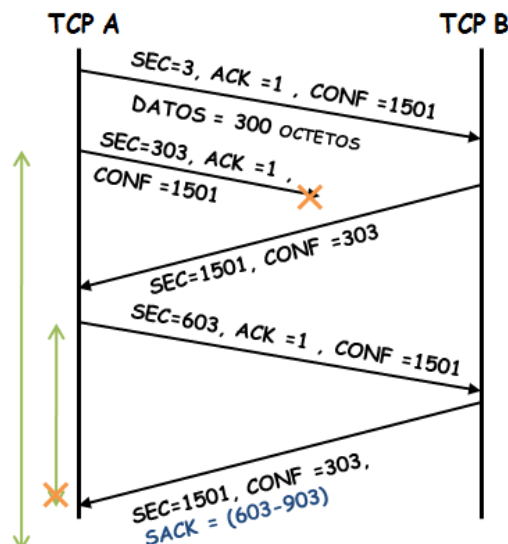 TCP A
TCP B
SEC=3, ACK =1 , CONF =1501
DATOS = 300 OCTETOS
SEC=303, ACK =1 ,
CONF =1501
SEC=1501, CONF =303
SEC=603, ACK =1 , CONF =1501
SEC=1501, CONF =303,
SACK = (603-903)